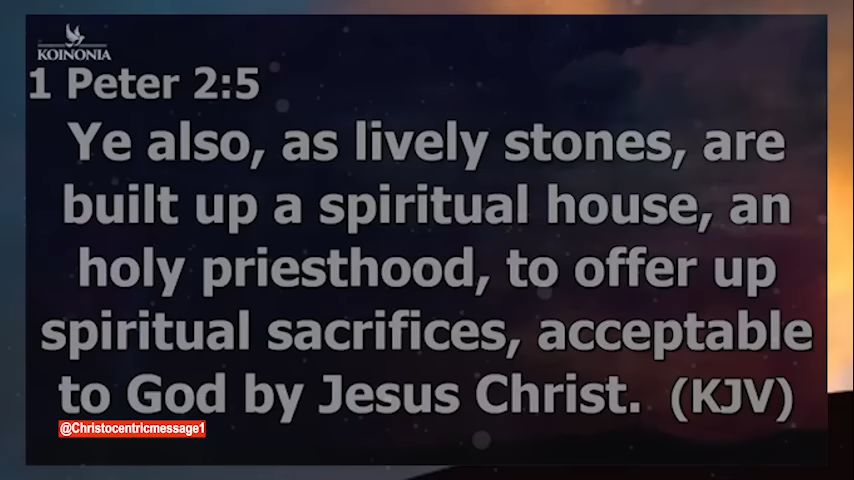 KOINONIA
1 Peter 2:5
Ye also, as lively stones, are
built up a spiritual house, an
holy priesthood, to offer up
spiritual sacrifices, acceptable
to God by Jesus Christ. (KJV)
@Christocentricmessage1